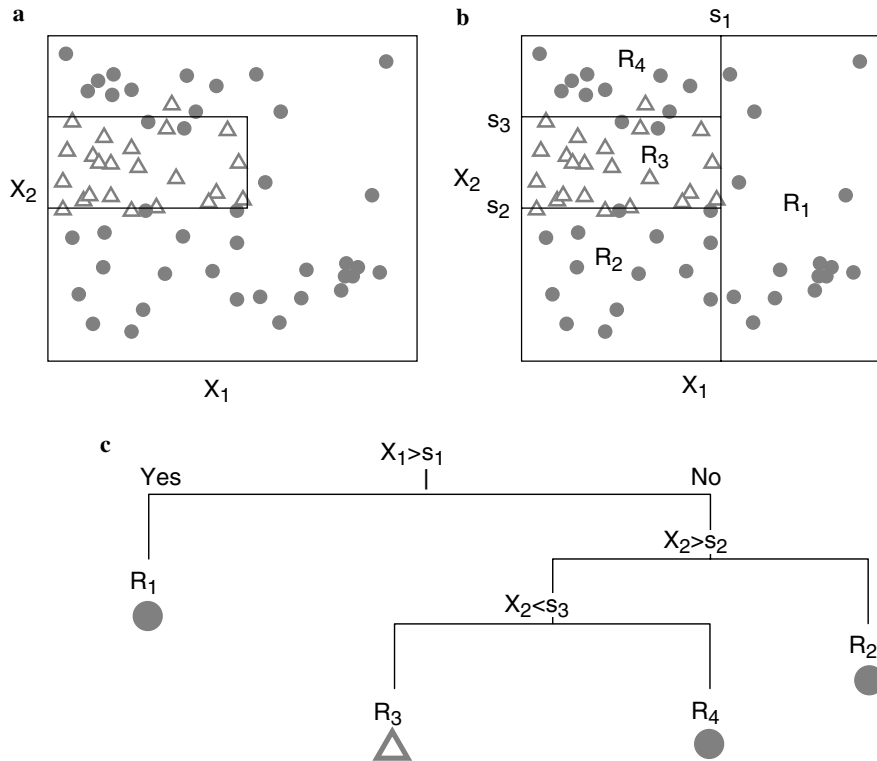 a
X2
X1
b
s1
R4
s3
R3
X2
s2
R1
R2
X1
c
X1>s1
Yes
No
X2>s2
R1
X2<s3
R2
R3
R4